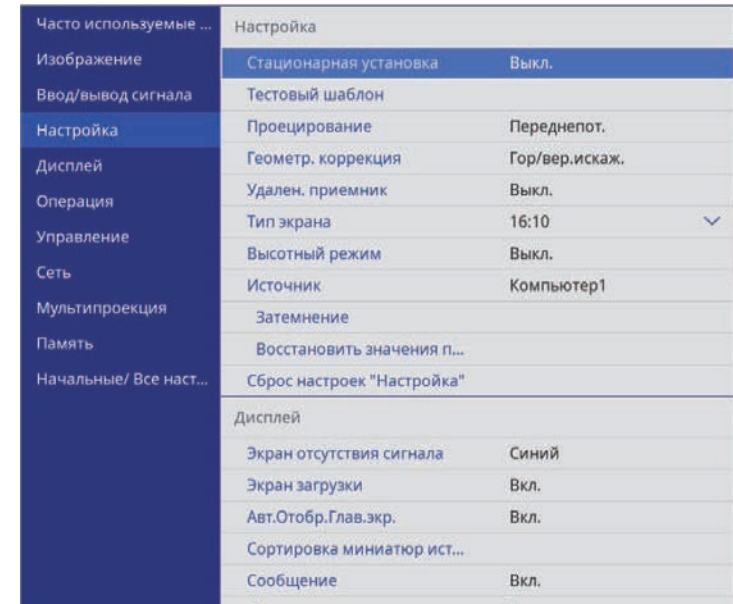 Часто используемые ...
Изображение
Ввод/вывод сигнала
Настройка
Дисплей
Операция
Управление
Сеть
Мультипроекция
Память
Начальные/ Все наст...
Настройка
Стационарная установка Выкл.
Тестовый шаблон
Проецирование Переднепот.
Геометр. коррекция Гор/вер.искаж.
Удален. приемник Выкл.
Тип экрана 16:10
Высотный режим Выкл.
Источник Компьютер1
Затемнение
Восстановить значения п...
Сброс настроек "Настройка"
Дисплей
Экран отсутствия сигнала Синий
Экран загрузки Вкл.
Авт.Отобр.Глав.экр. Вкл.
Сортировка миниатюр ист...
Сообщение Вкл.